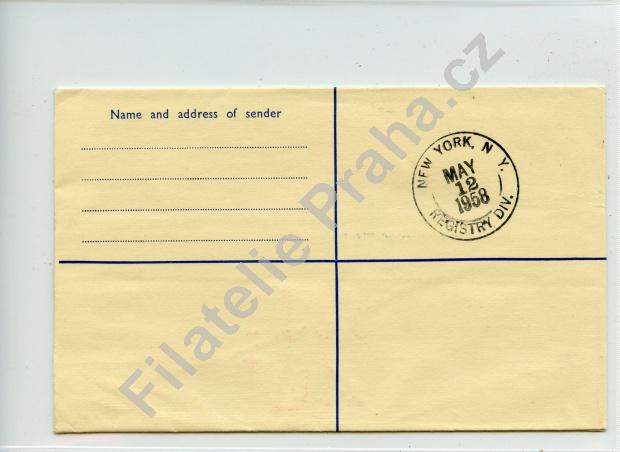 Name and address of sender
NEW YORK, N. Y.
MAY
12
1958
REGISTRY DIV.
Filatelie Praha.cz